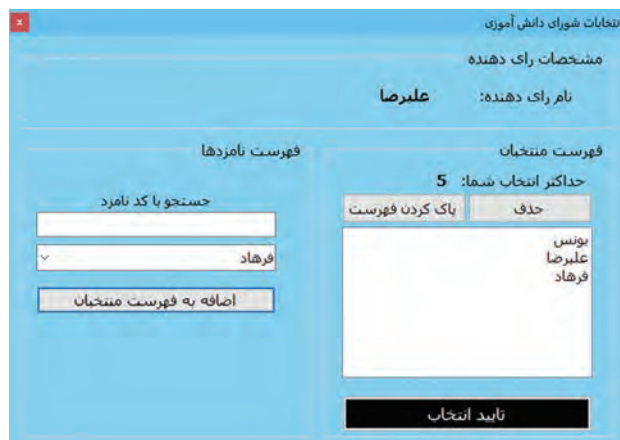 نتخابات شورای دانش آموزی
x
مشخصات رای دهنده
نام رای دهنده: علیرضا
فهرست منتخبان
حداکثر انتخاب شما: 5
حذف
پاک کردن فهرست
یونس
علیرضا
فرهاد
تایید انتخاب
فهرست نامزدها
جستجو با کد نامزد
فرهاد
اضافه به فهرست منتخبان